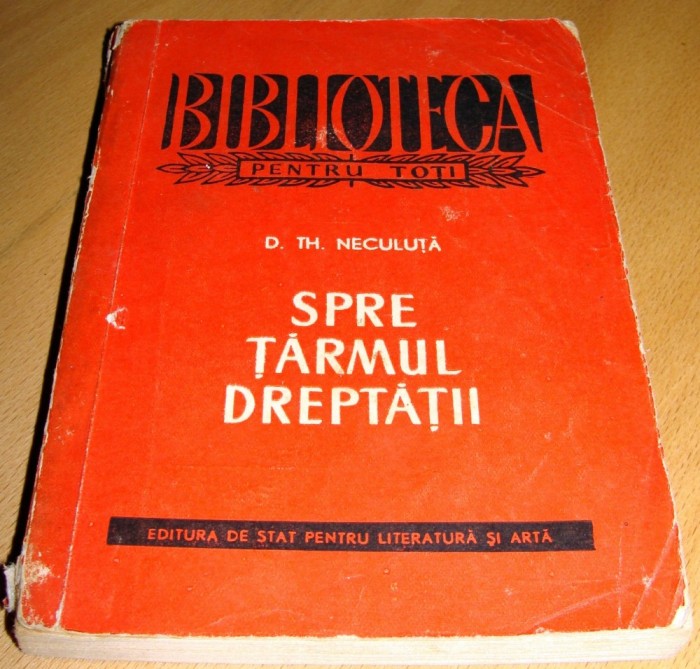 BIBLIOTECA
PENTRU TOȚI
D. TH. NECULUȚĂ
SPRE
ȚĂRMUL
DREPTĂȚII
EDITURA DE STAT PENTRU LITERATURĂ ȘI ARTĂ